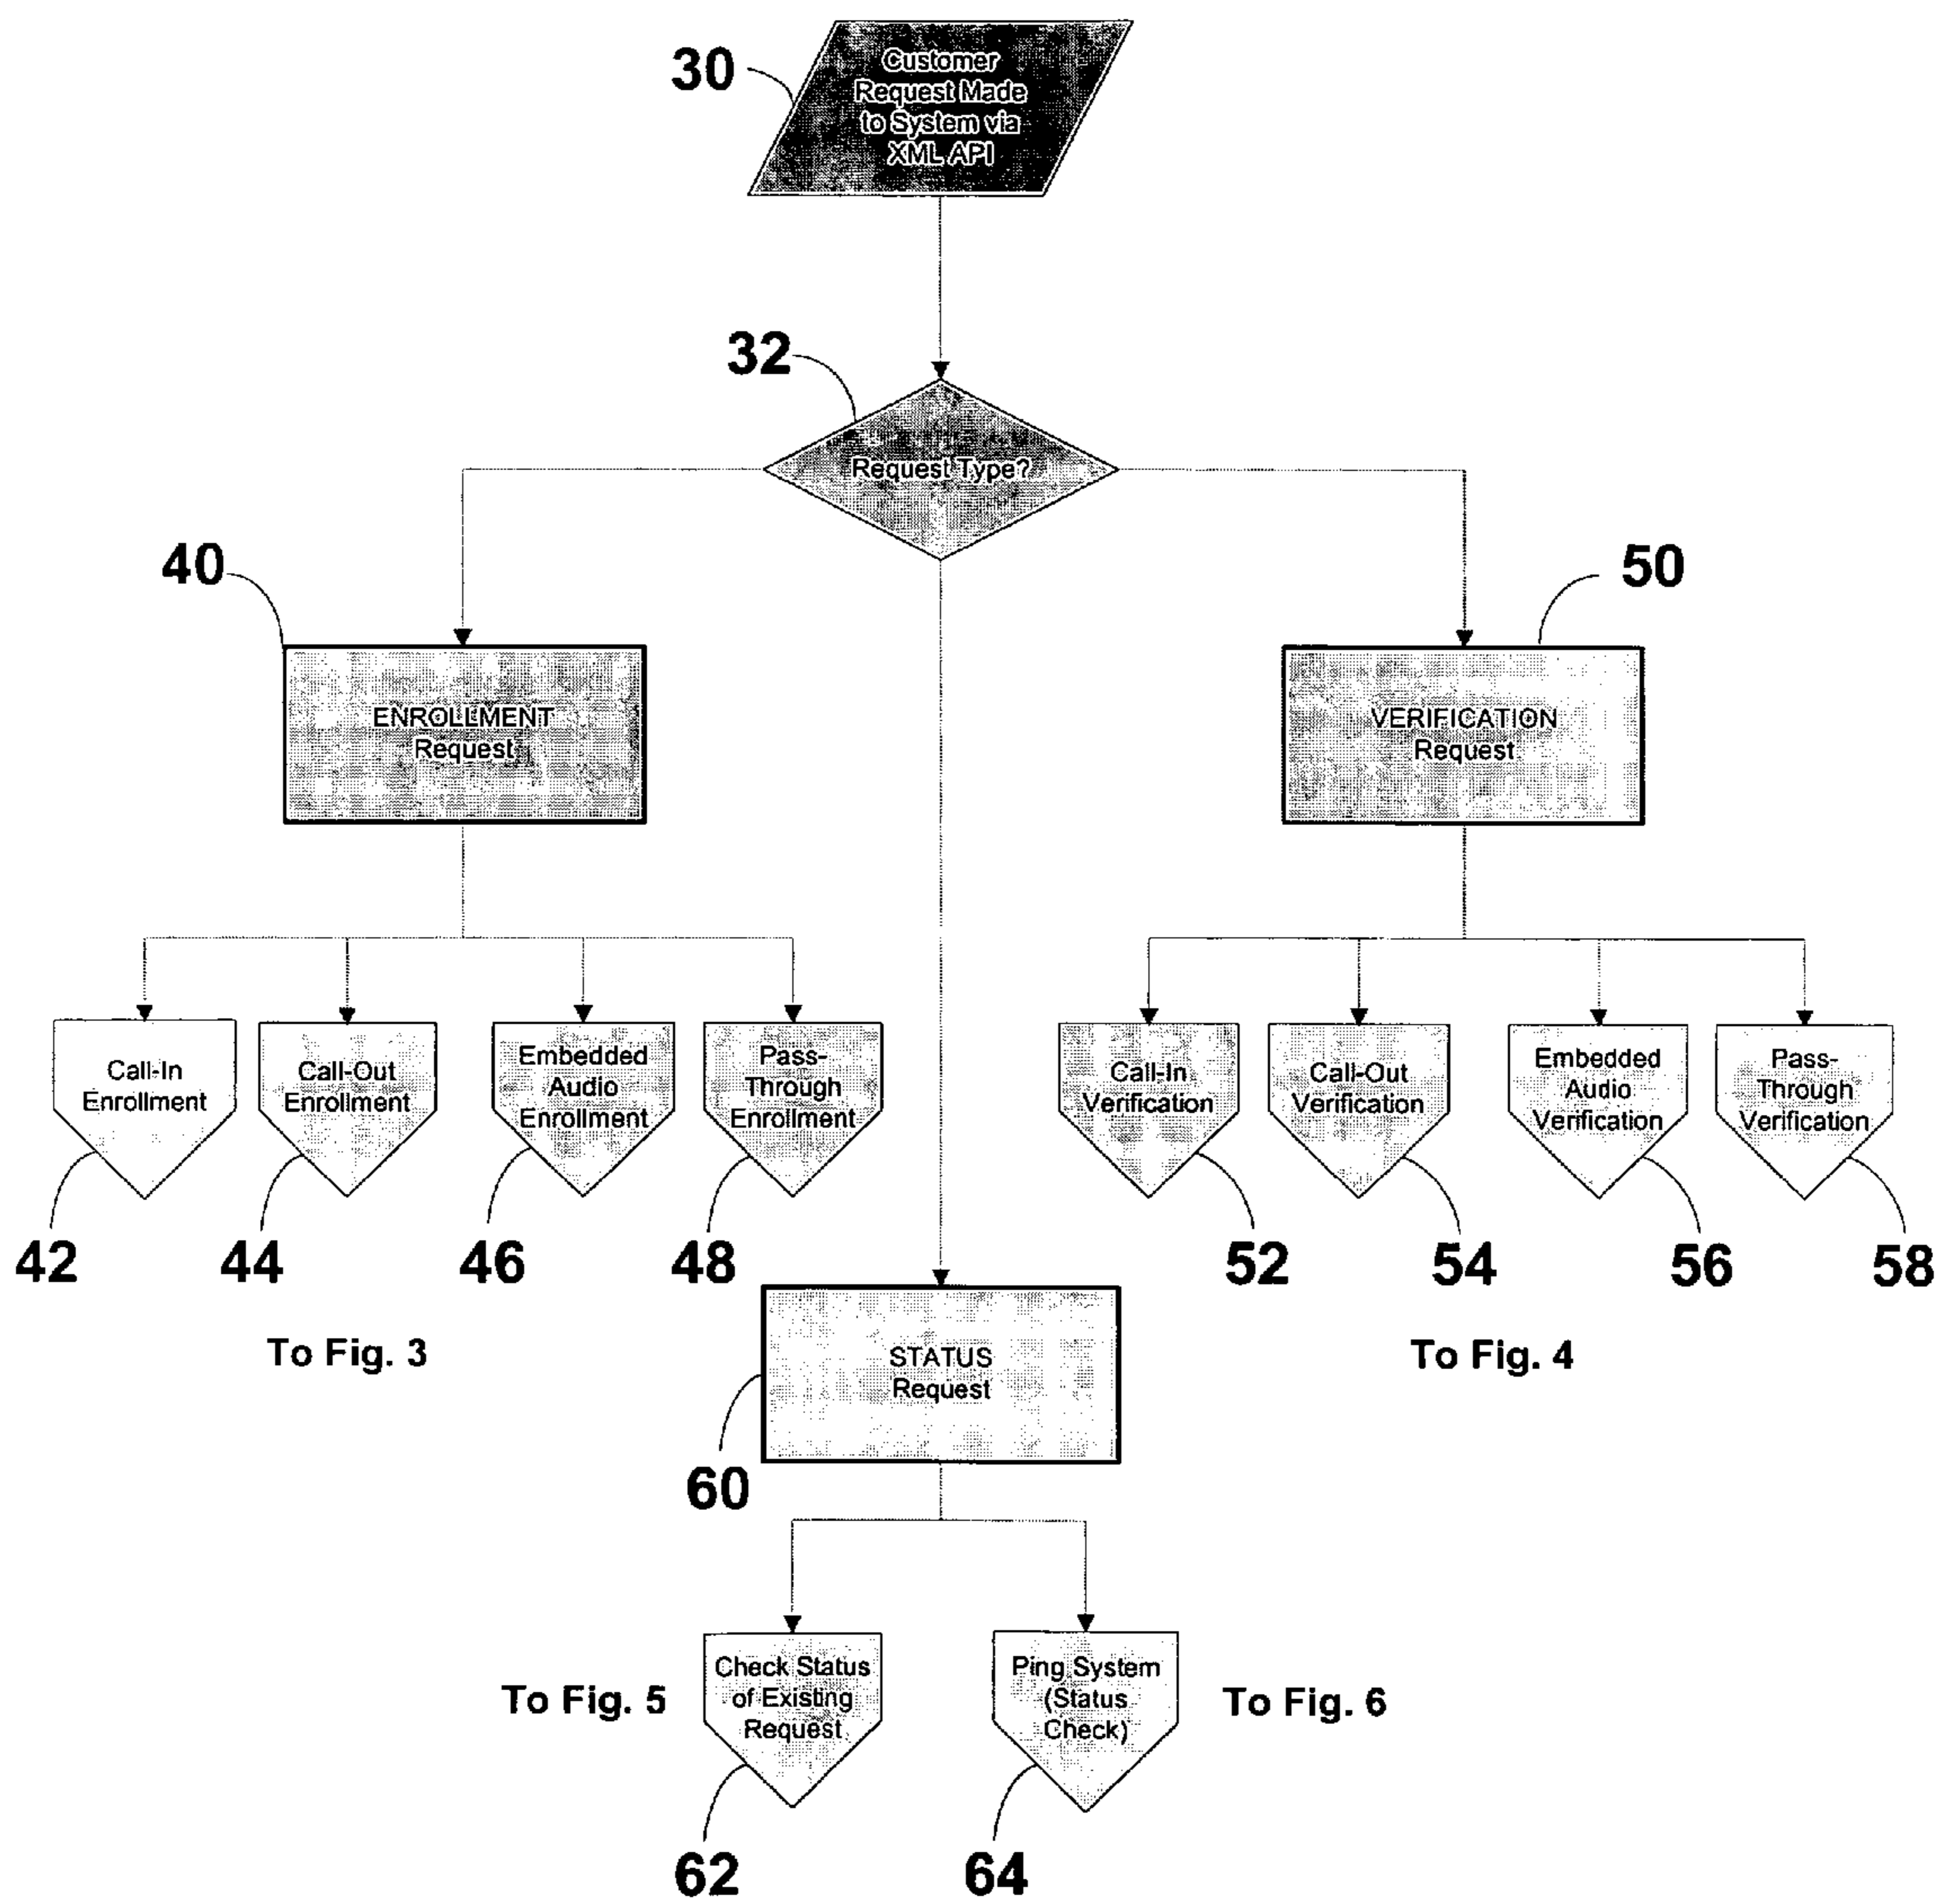 30
Customer
Request Made
to System via
XML API
32
Request Type?
40
ENROLLMENT
Request
50
VERIFICATION
Request
Call-In
Enrollment
Call-Out
Enrollment
Embedded
Audio
Enrollment
Pass-
Through
Enrollment
Call-In
Verification
Call-Out
Verification
Embedded
Audio
Verification
Pass-
Through
Verification
42
44
46
48
52
54
56
58
To Fig. 3
To Fig. 4
STATUS
Request
60
To Fig. 5
Check Status
of Existing
Request
Ping System
(Status
Check)
To Fig. 6
62
64